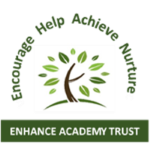 Encourage Help Achieve Nurture
ENHANCE ACADEMY TRUST